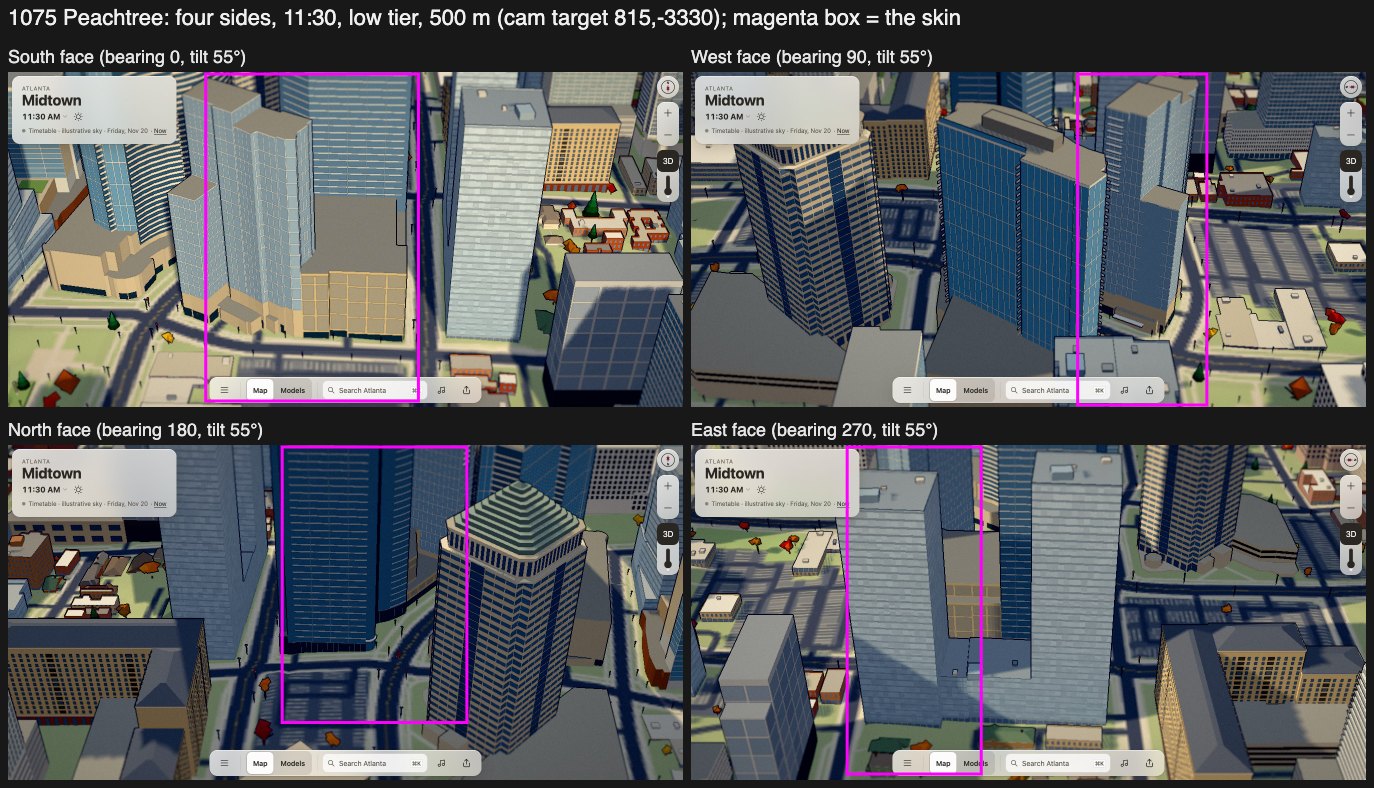 1075 Peachtree: four sides, 11:30, low tier, 500 m (cam target 815,-3330); magenta box = the skin
South face (bearing 0, tilt 55°)
West face (bearing 90, tilt 55°)
ATLANTA
Midtown
11:30 AM
Timetable · illustrative sky · Friday, Nov 20 · Now
3D
Map Models Search Atlanta ⌘K
ATLANTA
Midtown
11:30 AM
Timetable · illustrative sky · Friday, Nov 20 · Now
3D
Map Models Search Atlanta ⌘K
North face (bearing 180, tilt 55°)
East face (bearing 270, tilt 55°)
ATLANTA
Midtown
11:30 AM
Timetable · illustrative sky · Friday, Nov 20 · Now
3D
Map Models Search Atlanta ⌘K
ATLANTA
Midtown
11:30 AM
Timetable · illustrative sky · Friday, Nov 20 · Now
3D
Map Models Search Atlanta ⌘K